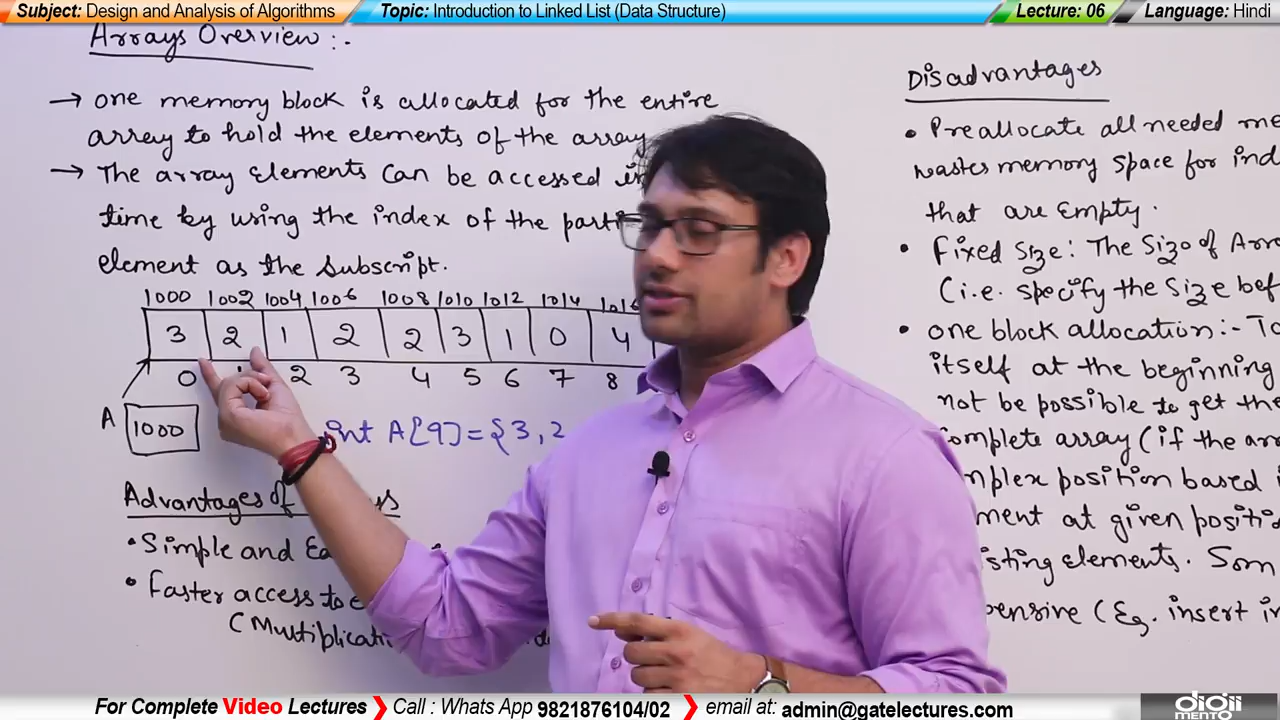 Subject: Design and Analysis of Algorithms
Topic: Introduction to Linked List (Data Structure)
Lecture: 06
Language: Hindi
Arrays Overview :-
→ one memory block is allocated for the entire
array to hold the elements of the array
→ The array elements can be accessed in
time by using the index of the parti
element as the subscript.
1000 1002 1004 1006 1008 1010 1012 1014 1016
3 2 1 2 2 3 1 0 4
0 2 3 4 5 6 7 8
A 1000
int A[9] = {3, 2
Advantages of
• Simple and Ea
• Faster access to e
(Multiplicati
Disadvantages
• Preallocate all needed me
wastes memory space for ind
that are Empty.
• Fixed Size: The Size of Arr
(i.e. specify the size bef
• one block allocation:- To
itself at the beginning
not be possible to get the
omplete array (if the arr
mplex position based i
ment at given positi
isting elements. Som
pensive (Eg. insert in
For Complete Video Lectures
Call : Whats App 9821876104/02
email at: admin@gatelectures.com
digii
MENTO